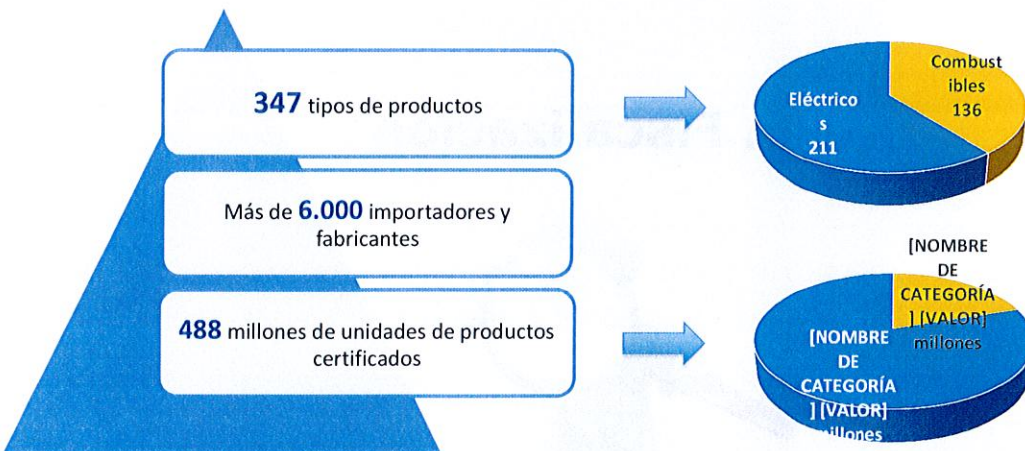 347 tipos de productos
Más de 6.000 importadores y
fabricantes
488 millones de unidades de productos
certificados
Eléctrico
s
211
Combust
ibles
136
[NOMBRE
DE
CATEGORÍA
] [VALOR]
millones
[NOMBRE
DE
CATEGORÍA
] [VALOR]
millones